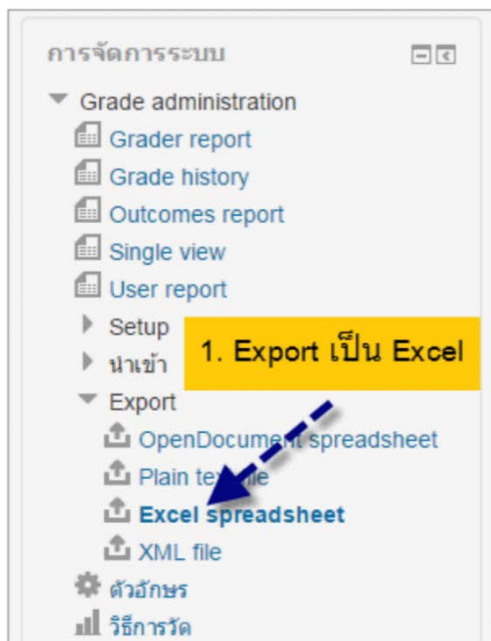 การจัดการระบบ
Grade administration
Grader report
Grade history
Outcomes report
Single view
User report
Setup
นำเข้า
1. Export เป็น Excel
Export
OpenDocument spreadsheet
Plain text file
Excel spreadsheet
XML file
ตัวอักษร
วิธีการวัด